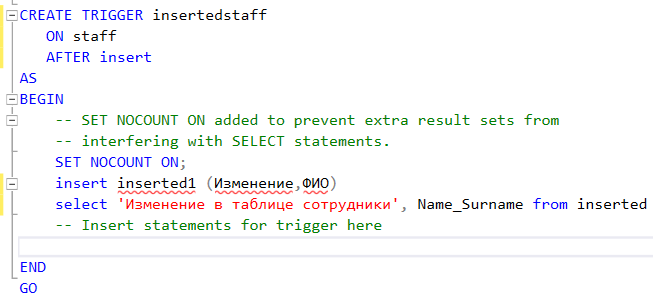 CREATE TRIGGER insertedstaff
ON staff
AFTER insert
AS
BEGIN
-- SET NOCOUNT ON added to prevent extra result sets from
-- interfering with SELECT statements.
SET NOCOUNT ON;
insert inserted1 (Изменение,ФИО)
select 'Изменение в таблице сотрудники', Name_Surname from inserted
-- Insert statements for trigger here
END
GO